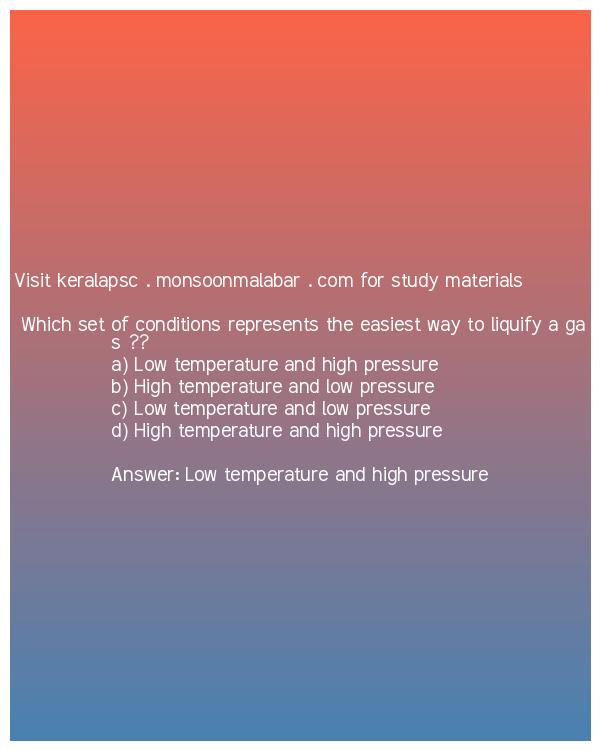 Visit keralapsc . monsoonmalabar . com for study materials
Which set of conditions represents the easiest way to liquify a ga
s ??
a) Low temperature and high pressure
b) High temperature and low pressure
c) Low temperature and low pressure
d) High temperature and high pressure
Answer: Low temperature and high pressure